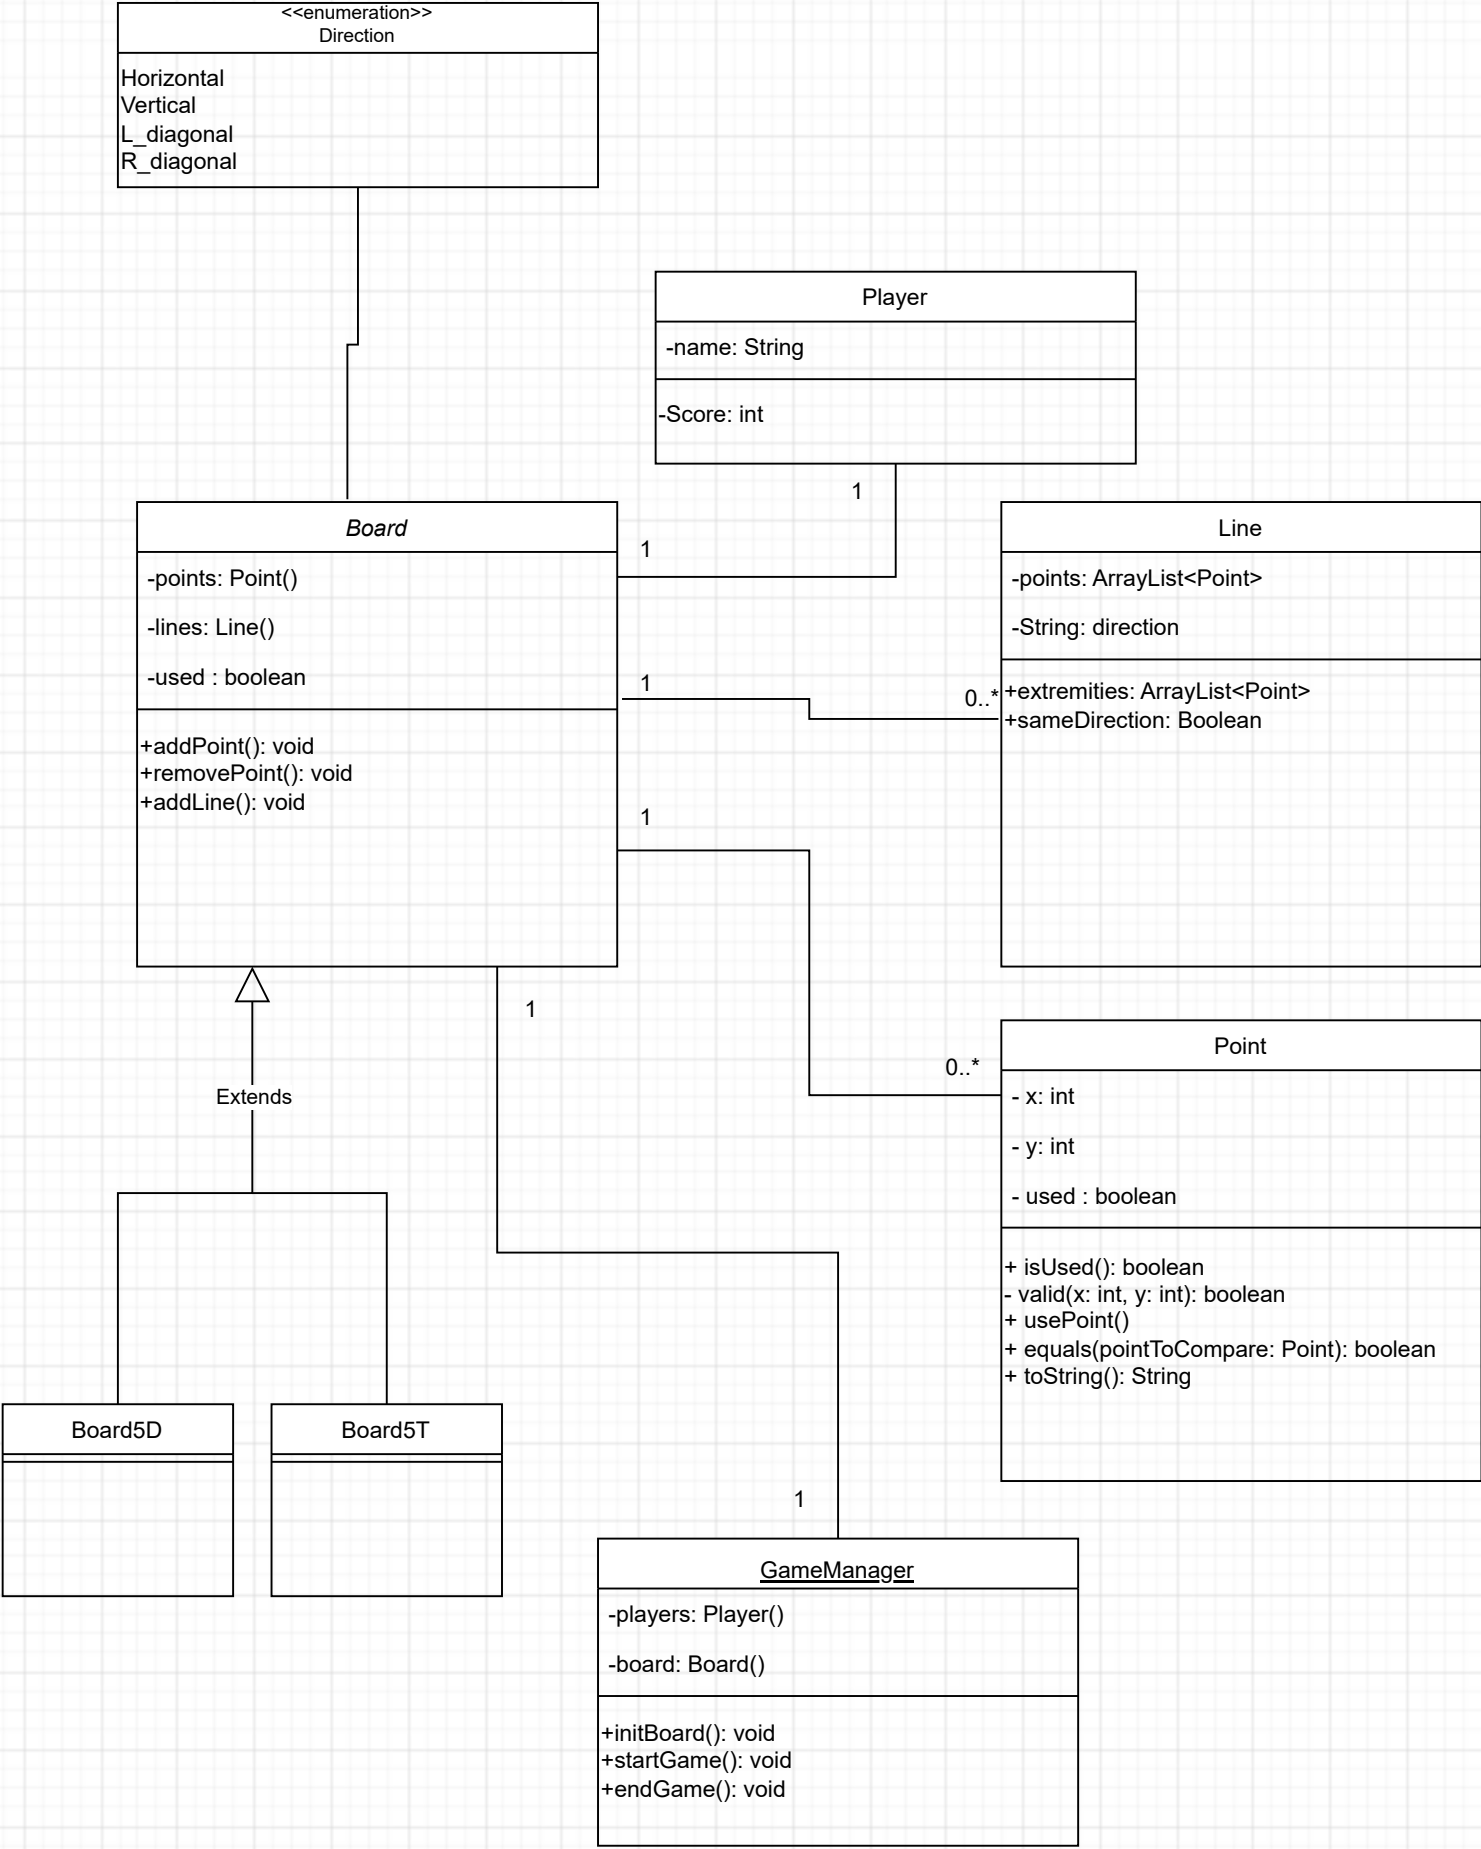 <<enumeration>>
Direction
Horizontal
Vertical
L_diagonal
R_diagonal
Player
-name: String
-Score: int
1
1
Board
-points: Point()
-lines: Line()
-used : boolean
+addPoint(): void
+removePoint(): void
+addLine(): void
1
0..*
Line
-points: ArrayList<Point>
-String: direction
+extremities: ArrayList<Point>
+sameDirection: Boolean
1
0..*
Point
- x: int
- y: int
- used : boolean
+ isUsed(): boolean
- valid(x: int, y: int): boolean
+ usePoint()
+ equals(pointToCompare: Point): boolean
+ toString(): String
1
Extends
Board5D
Board5T
1
GameManager
-players: Player()
-board: Board()
+initBoard(): void
+startGame(): void
+endGame(): void